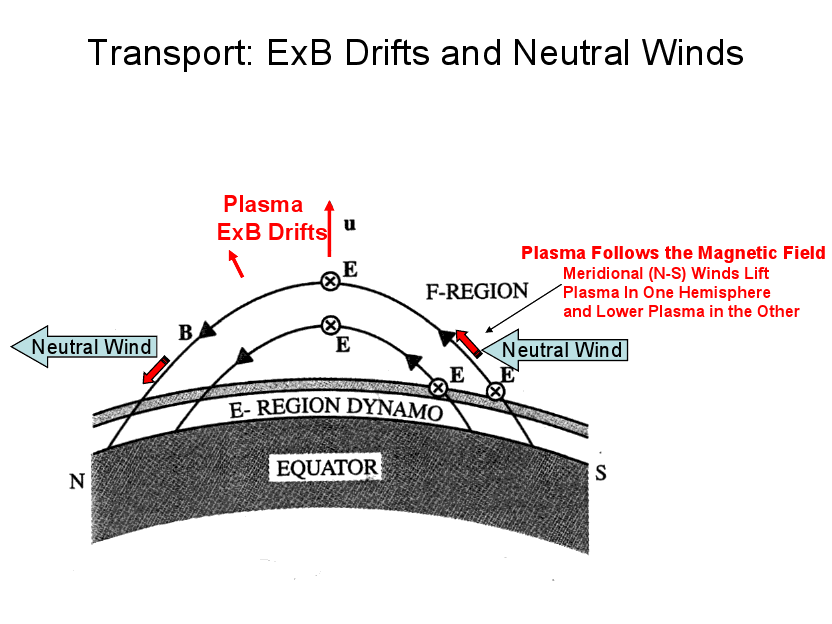 Transport: ExB Drifts and Neutral Winds
Plasma
ExB Drifts
u
E
F-REGION
Plasma Follows the Magnetic Field
Meridional (N-S) Winds Lift
Plasma In One Hemisphere
and Lower Plasma in the Other
B
E
Neutral Wind
Neutral Wind
E
E
E- REGION DYNAMO
EQUATOR
N
S